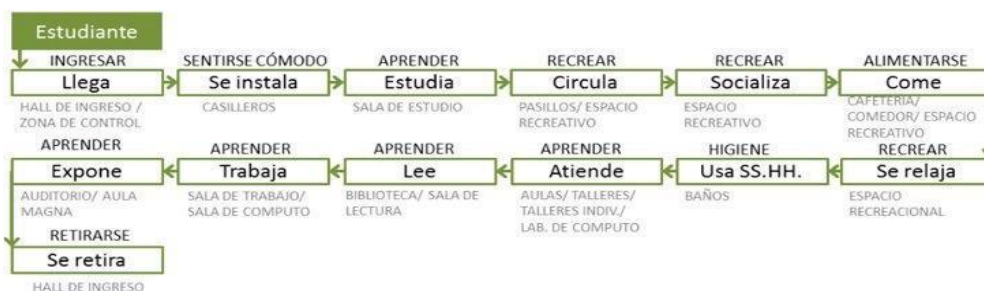 Estudiante
INGRESAR SENTIRSE CÓMODO APRENDER RECREAR RECREAR ALIMENTARSE
Llega Se instala Estudia Circula Socializa Come
HALL DE INGRESO / CASILLEROS SALA DE ESTUDIO PASILLOS/ ESPACIO ESPACIO CAFETERIA/
ZONA DE CONTROL RECREATIVO RECREATIVO COMEDOR/ ESPACIO
RECREATIVO
APRENDER APRENDER APRENDER APRENDER HIGIENE RECREAR
Expone Trabaja Lee Atiende Usa SS.HH. Se relaja
AUDITORIO/ AULA SALA DE TRABAJO/ BIBLIOTECA/ SALA DE AULAS/ TALLERES/ BAÑOS ESPACIO
MAGNA SALA DE COMPUTO LECTURA TALLERES INDIV./ RECREACIONAL
LAB. DE COMPUTO
RETIRARSE
Se retira
HALL DE INGRESO